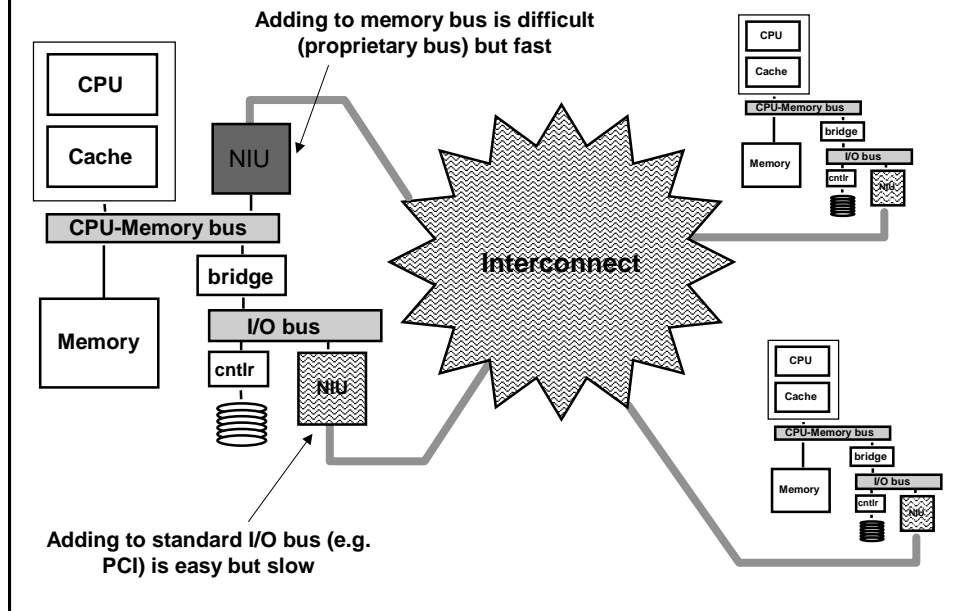 Adding to memory bus is difficult
(proprietary bus) but fast
CPU
Cache
NIU
CPU-Memory bus
bridge
Memory
I/O bus
cntlr
NIU
Adding to standard I/O bus (e.g.
PCI) is easy but slow
Interconnect
CPU
Cache
CPU-Memory bus
bridge
Memory
I/O bus
cntlr
NIU
CPU
Cache
CPU-Memory bus
bridge
Memory
I/O bus
cntlr
NIU